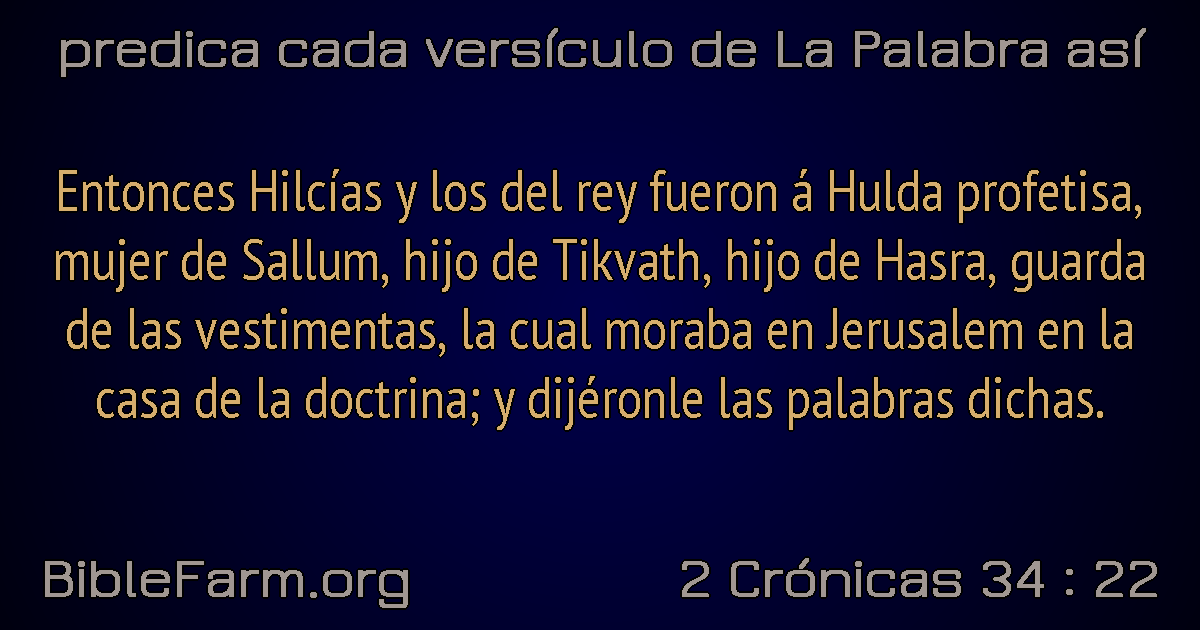 predica cada versículo de La Palabra así
Entonces Hilcías y los del rey fueron á Hulda profetisa,
mujer de Sallum, hijo de Tikvath, hijo de Hasra, guarda
de las vestimentas, la cual moraba en Jerusalem en la
casa de la doctrina; y dijéronle las palabras dichas.
BibleFarm.org
2 Crónicas 34 : 22